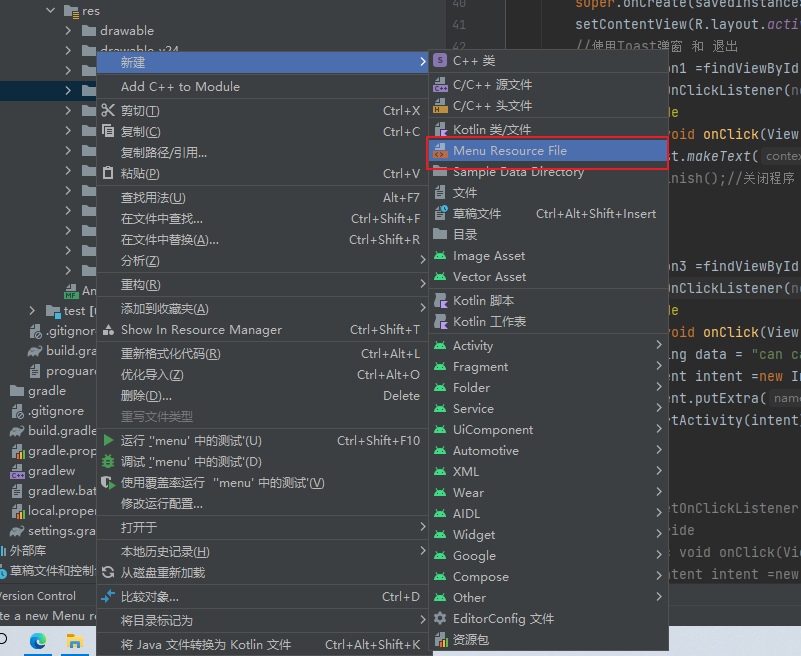 res
drawable
drawable-v24
An
test [
.gitignor
build.gra
proguar
gradle
.gitignore
build.gradle
gradle.prop
gradlew
gradlew.bat
local.proper
settings.gra
外部库
草稿文件和控制
Version Control
te a new Menu r
新建
Add C++ to Module
剪切(T) Ctrl+X
复制(C) Ctrl+C
复制路径/引用...
粘贴(P) Ctrl+V
查找用法(U) Alt+F7
在文件中查找... Ctrl+Shift+F
在文件中替换(A)... Ctrl+Shift+R
分析(Z)
重构(R)
添加到收藏夹(A)
Show In Resource Manager Ctrl+Shift+T
重新格式化代码(R) Ctrl+Alt+L
优化导入(Z) Ctrl+Alt+O
删除(D)... Delete
重写文件类型
运行 ''menu' 中的测试'(U) Ctrl+Shift+F10
调试 ''menu' 中的测试'(D)
使用覆盖率运行 ''menu' 中的测试'(V)
修改运行配置...
打开于
本地历史记录(H)
从磁盘重新加载
比较对象... Ctrl+D
将目录标记为
将 Java 文件转换为 Kotlin 文件 Ctrl+Alt+Shift+K
C++ 类
C/C++ 源文件
C/C++ 头文件
Kotlin 类/文件
Menu Resource File
Sample Data Directory
文件
草稿文件 Ctrl+Alt+Shift+Insert
目录
Image Asset
Vector Asset
Kotlin 脚本
Kotlin 工作表
Activity
Fragment
Folder
Service
UiComponent
Automotive
XML
Wear
AIDL
Widget
Google
Compose
Other
EditorConfig 文件
资源包
40 super.onCreate(savedInstanceS
41 setContentView(R.layout.activ
42 //使用Toast弹窗 和 退出
on1 =findViewById
OnClickListener(ne
de
void onClick(View
t.makeText( contex
nish();//关闭程序
on3 =findViewById
OnClickListener(ne
de
void onClick(View
ng data = "can ca
ent intent =new In
ent.putExtra( name
rtActivity(intent)
etOnClickListener
ride
c void onClick(Vie
ntent intent =new